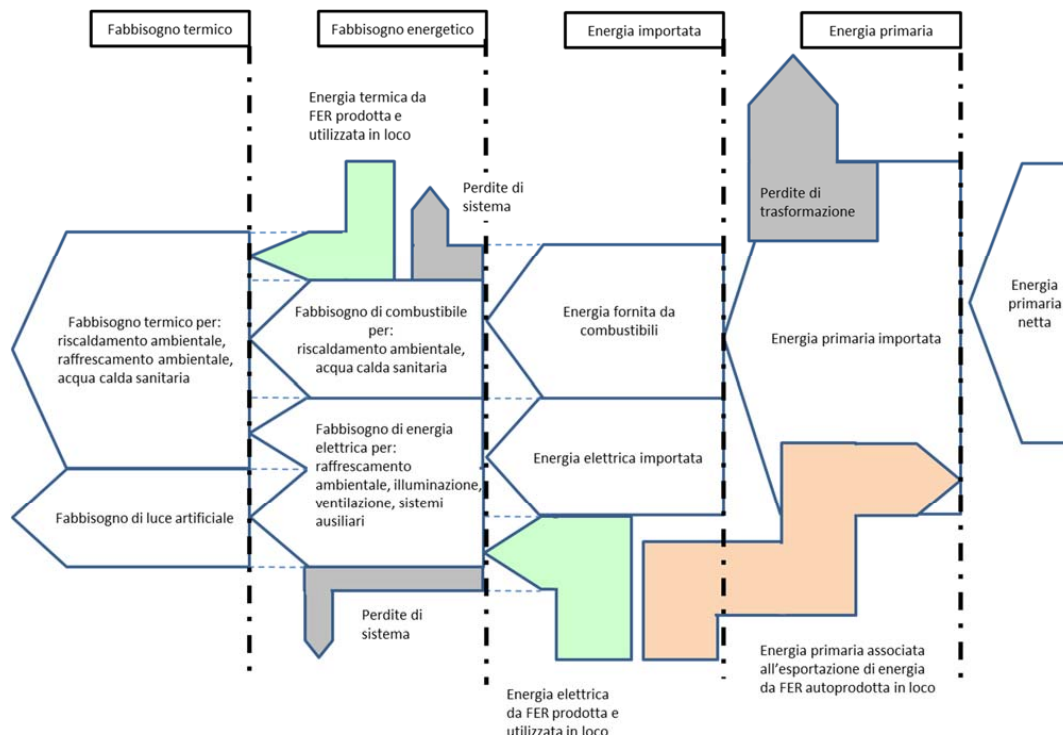 Fabbisogno termico
Fabbisogno energetico
Energia importata
Energia primaria
Energia termica da
FER prodotta e
utilizzata in loco
Perdite di
sistema
Perdite di
trasformazione
Fabbisogno termico per:
riscaldamento ambientale,
raffrescamento ambientale,
acqua calda sanitaria
Fabbisogno di combustibile
per:
riscaldamento ambientale,
acqua calda sanitaria
Energia fornita da
combustibili
Energia primaria importata
Energia
primaria
netta
Fabbisogno di luce artificiale
Fabbisogno di energia
elettrica per:
raffrescamento
ambientale, illuminazione,
ventilazione, sistemi
ausiliari
Energia elettrica importata
Perdite di
sistema
Energia elettrica
da FER prodotta e
utilizzata in loco
Energia primaria associata
all'esportazione di energia
da FER autoprodotta in loco